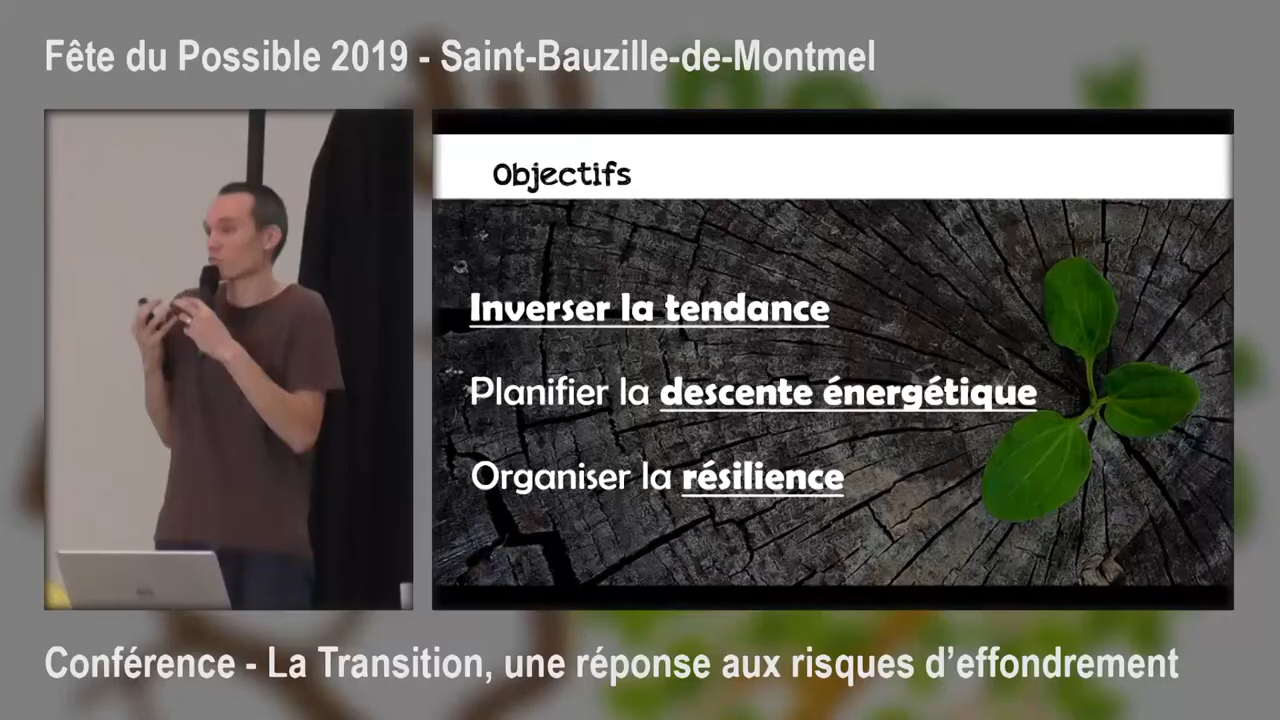 Fête du Possible 2019 - Saint-Bauzille-de-Montmel
Objectifs
Inverser la tendance
Planifier la descente énergétique
Organiser la résilience
Conférence - La Transition, une réponse aux risques d’effondrement